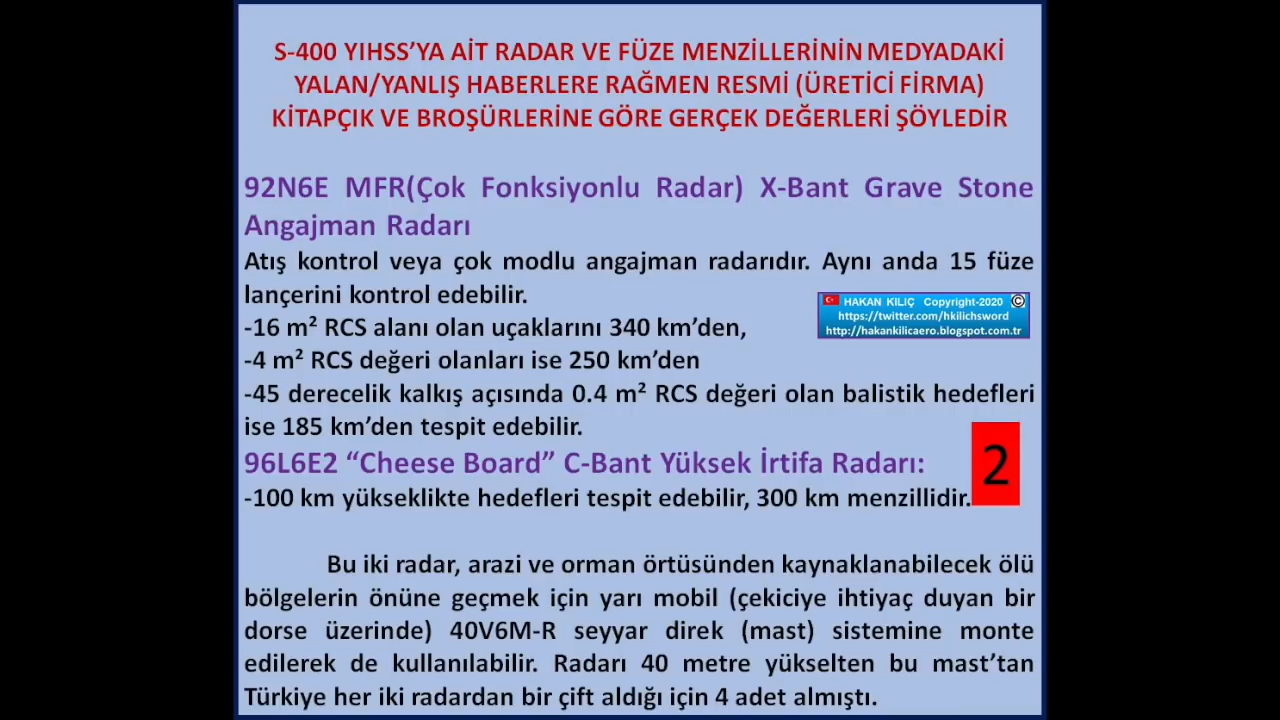 S-400 YIHSS’YA AİT RADAR VE FÜZE MENZİLLERİNİN MEDYADAKİ
YALAN/YANLIŞ HABERLERE RAĞMEN RESMİ (ÜRETİCİ FİRMA)
KİTAPÇIK VE BROŞÜRLERİNE GÖRE GERÇEK DEĞERLERİ ŞÖYLEDİR
92N6E MFR(Çok Fonksiyonlu Radar) X-Bant Grave Stone
Angajman Radarı
Atış kontrol veya çok modlu angajman radarıdır. Aynı anda 15 füze
lançerini kontrol edebilir.
HAKAN KILIÇ Copyright-2020 ©
https://twitter.com/hkilichsword
http://hakankilicaero.blogspot.com.tr
-16 m² RCS alanı olan uçaklarını 340 km’den,
-4 m² RCS değeri olanları ise 250 km’den
-45 derecelik kalkış açısında 0.4 m² RCS değeri olan balistik hedefleri
ise 185 km’den tespit edebilir.
96L6E2 “Cheese Board” C-Bant Yüksek İrtifa Radarı:
2
-100 km yükseklikte hedefleri tespit edebilir, 300 km menzillidir.
Bu iki radar, arazi ve orman örtüsünden kaynaklanabilecek ölü
bölgelerin önüne geçmek için yarı mobil (çekiciye ihtiyaç duyan bir
dorse üzerinde) 40V6M-R seyyar direk (mast) sistemine monte
edilerek de kullanılabilir. Radarı 40 metre yükselten bu mast’tan
Türkiye her iki radardan bir çift aldığı için 4 adet almıştı.